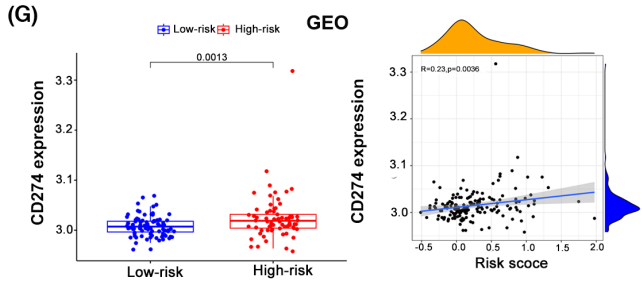 (G)
GEO
Low-risk High-risk
CD274 expression
3.3
3.2
3.1
3.0
0.0013
Low-risk
High-risk
CD274 expression
3.3
3.2
3.1
3.0
R=0.23,p=0.0036
-0.5 0.0 0.5 1.0 1.5 2.0
Risk scoce